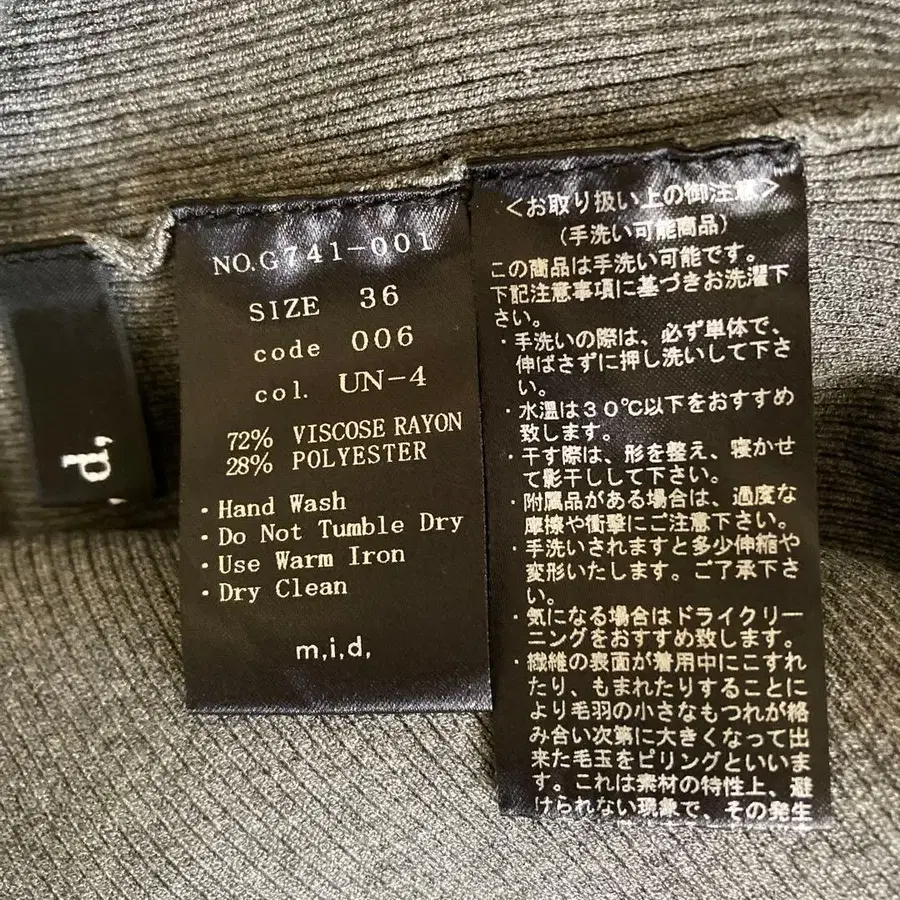 NO.G741-001
SIZE 36
code 006
col. UN-4
72% VISCOSE RAYON
28% POLYESTER
・Hand Wash
・Do Not Tumble Dry
・Use Warm Iron
・Dry Clean
m,i,d,
<お取り扱い上の御注意>
(手洗い可能商品)
この商品は手洗い可能です。
下記注意事項に基づきお洗濯下
さい。
・手洗いの際は、必ず単体で、
伸ばさずに押し洗いして下さ
い。
・水温は30℃以下をおすすめ
致します。
・干す際は、形を整え、寝かせ
て影干しして下さい。
・附属品がある場合は、過度な
摩擦や衝撃にご注意下さい。
・手洗いされますと多少伸縮や
変形いたします。ご了承下さ
い。
・気になる場合はドライクリー
ニングをおすすめ致します。
・繊維の表面が着用中にこすれ
たり、もまれたりすることに
より毛羽の小さなもつれが絡
み合い次第に大きくなって出
来た毛玉をピリングといいま
す。これは素材の特性上、避
けられない現象で、その発生